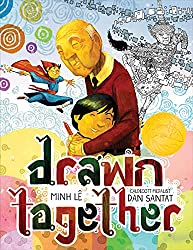 drawn
MINH LÊ
CALDECOTT MEDALIST
DAN SANTAT
together